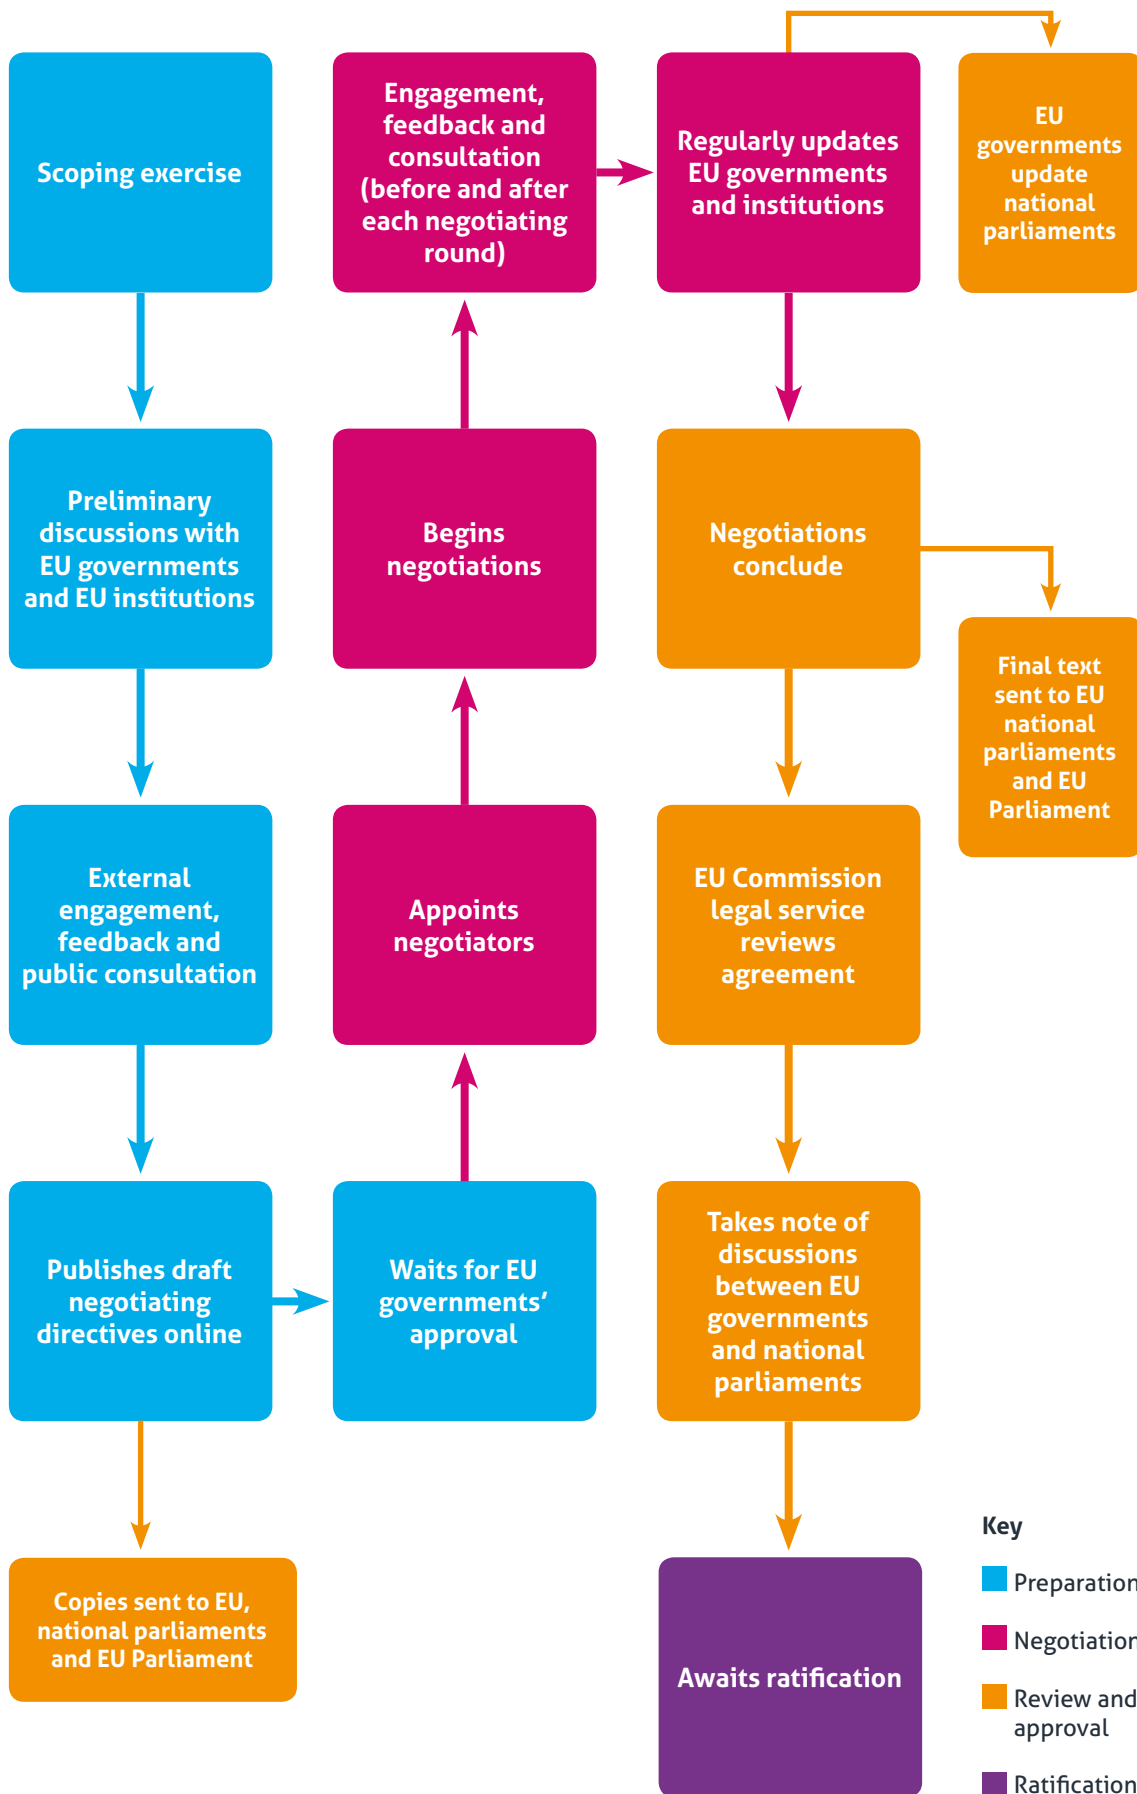 Scoping exercise
Preliminary
discussions with
EU governments
and EU institutions
External
engagement,
feedback and
public consultation
Publishes draft
negotiating
directives online
Copies sent to EU,
national parliaments
and EU Parliament
Waits for EU
governments’
approval
Appoints
negotiators
Begins
negotiations
Engagement,
feedback and
consultation
(before and after
each negotiating
round)
Regularly updates
EU governments
and institutions
EU
governments
update
national
parliaments
Negotiations
conclude
Final text
sent to EU
national
parliaments
and EU
Parliament
EU Commission
legal service
reviews
agreement
Takes note of
discussions
between EU
governments
and national
parliaments
Awaits ratification
Key
Preparation
Negotiation
Review and
approval
Ratification